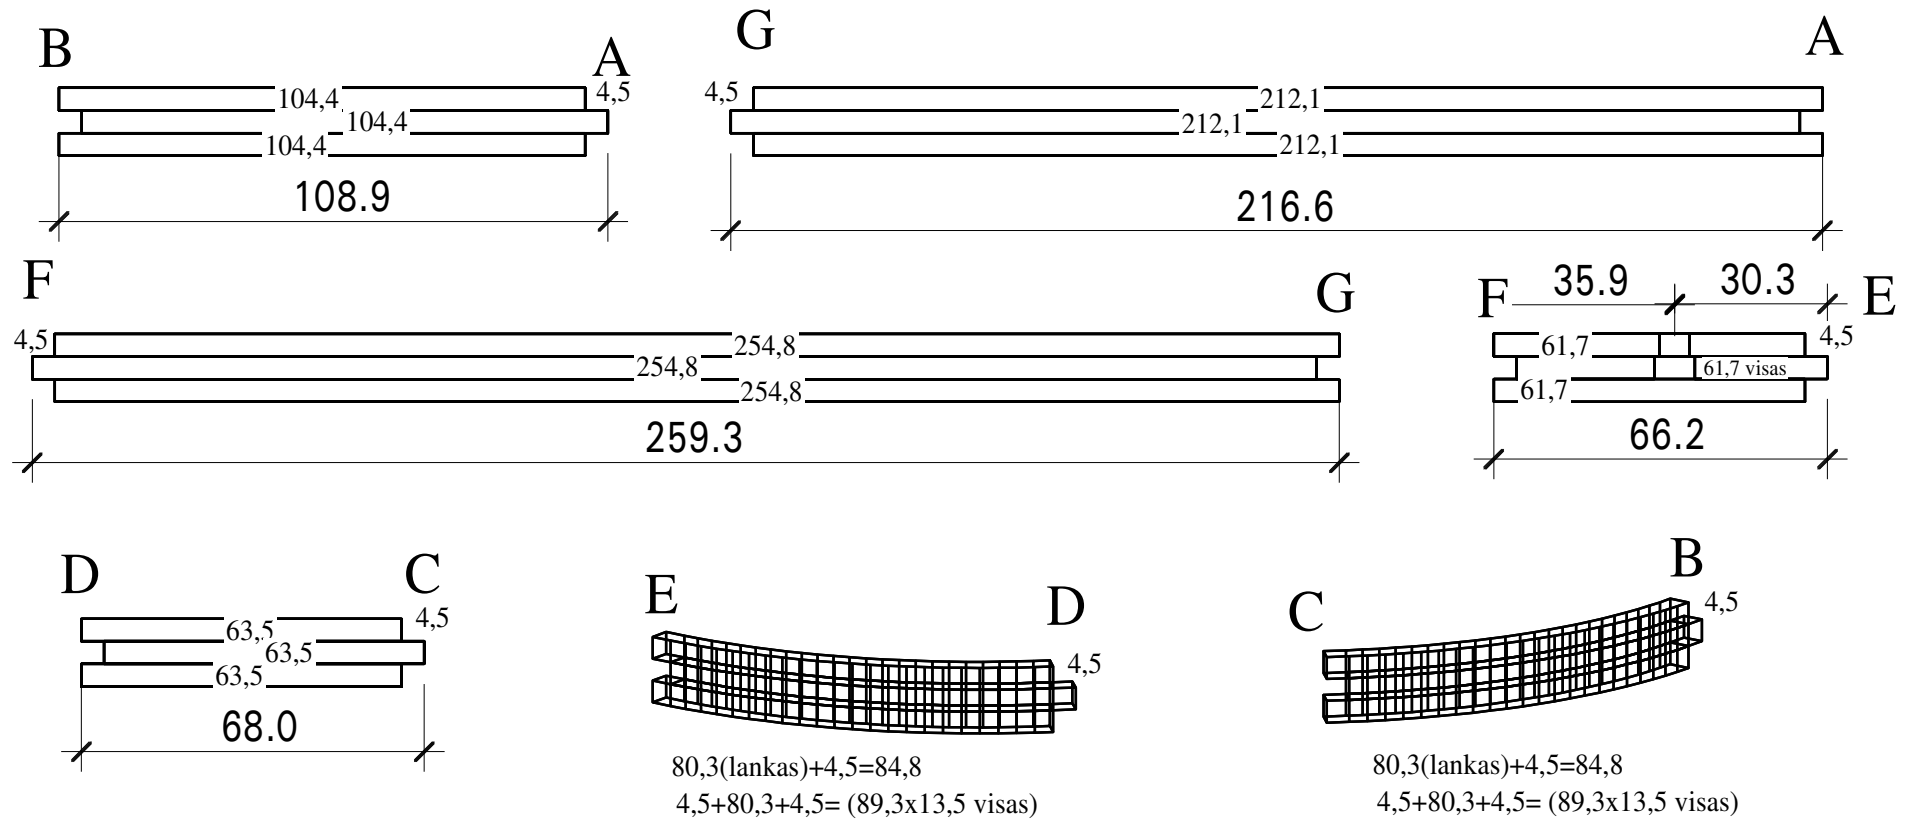 B
A
104,4
4,5
104,4
104,4
108.9
G
A
4,5
212,1
212,1
212,1
216.6
F
G
4,5
254,8
254,8
254,8
259.3
F
35.9
30.3
E
61,7
4,5
61,7 visas
61,7
66.2
D
C
63,5
4,5
63,5
63,5
68.0
E
D
4,5
80,3(lankas)+4,5=84,8
4,5+80,3+4,5= (89,3x13,5 visas)
C
B
4,5
80,3(lankas)+4,5=84,8
4,5+80,3+4,5= (89,3x13,5 visas)